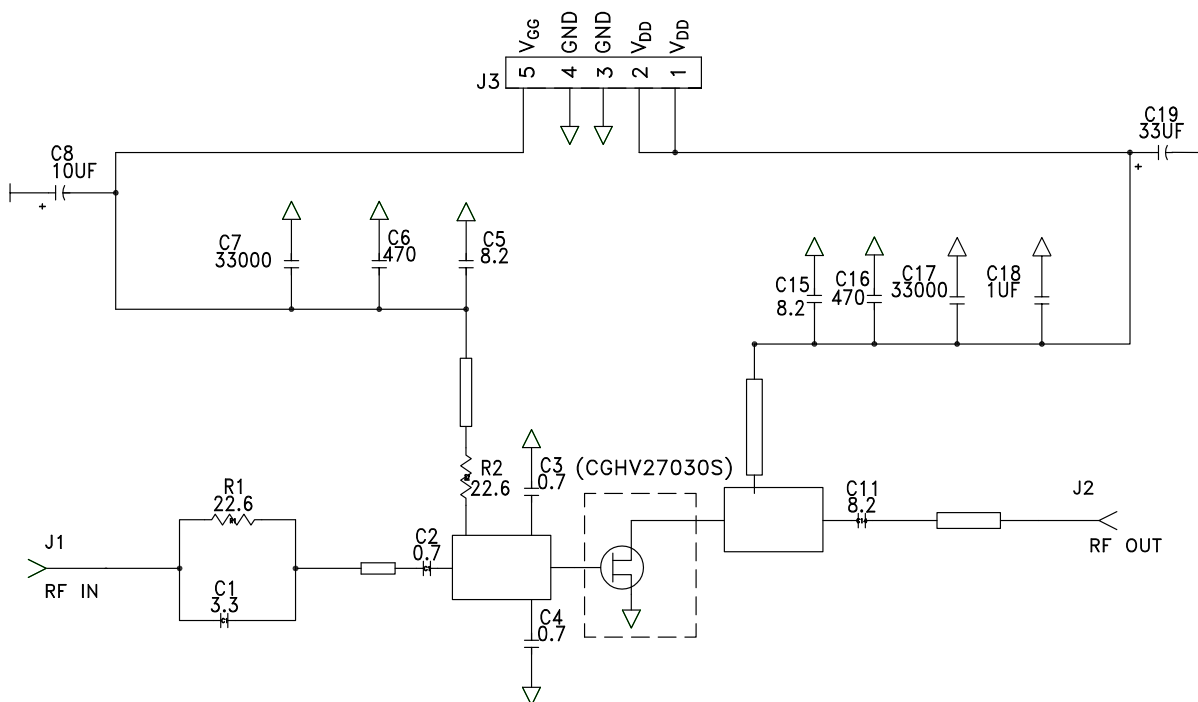 VGG
GND
GND
VDD
VDD
J3
5
4
3
2
1
C8
10UF
+
C19
33UF
+
C7
33000
C6
470
C5
8.2
C15
8.2
C16
470
C17
33000
C18
1UF
R2
22.6
C3
0.7
(CGHV27030S)
R1
22.6
C2
0.7
C11
8.2
J2
RF OUT
J1
RF IN
C1
3.3
C4
0.7